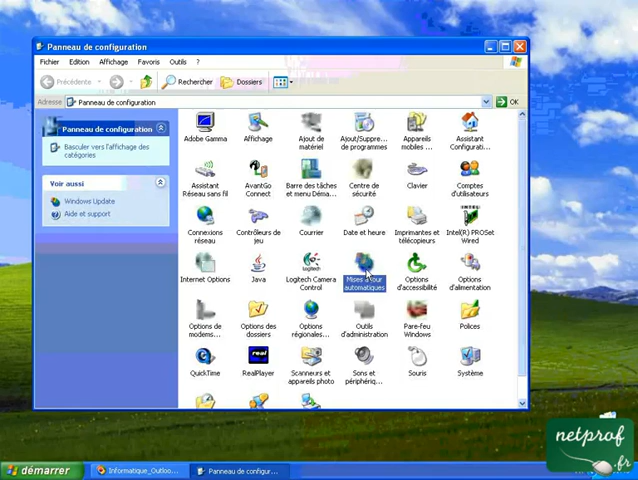 Panneau de configuration
Fichier Edition Affichage Favoris Outils ?
Précédente Rechercher Dossiers
Adresse Panneau de configuration OK
Panneau de configuration
Basculer vers l'affichage des
catégories
Voir aussi
Windows Update
Aide et support
Adobe Gamma
Affichage
Ajout de
matériel
Ajout/Suppre...
de programmes
Appareils
mobiles ...
Assistant
Configurati...
Assistant
Réseau sans fil
AvantGo
Connect
Barre des tâches
et menu Déma...
Centre de
sécurité
Clavier
Comptes
d'utilisateurs
Connexions
réseau
Contrôleurs de
jeu
Courrier
Date et heure
Imprimantes et
télécopieurs
Intel(R) PROSet
Wired
Internet Options
Java
Logitech
Logitech Camera
Control
Mises à jour
automatiques
Options
d'accessibilité
Options
d'alimentation
Options de
modems...
Options des
dossiers
Options
régionales...
Outils
d'administration
Pare-feu
Windows
Polices
QuickTime
real
RealPlayer
Scanneurs et
appareils photo
Sons et
périphériq...
Souris
Système
démarrer
Informatique_Outloo...
Panneau de configur...
netprof
.fr